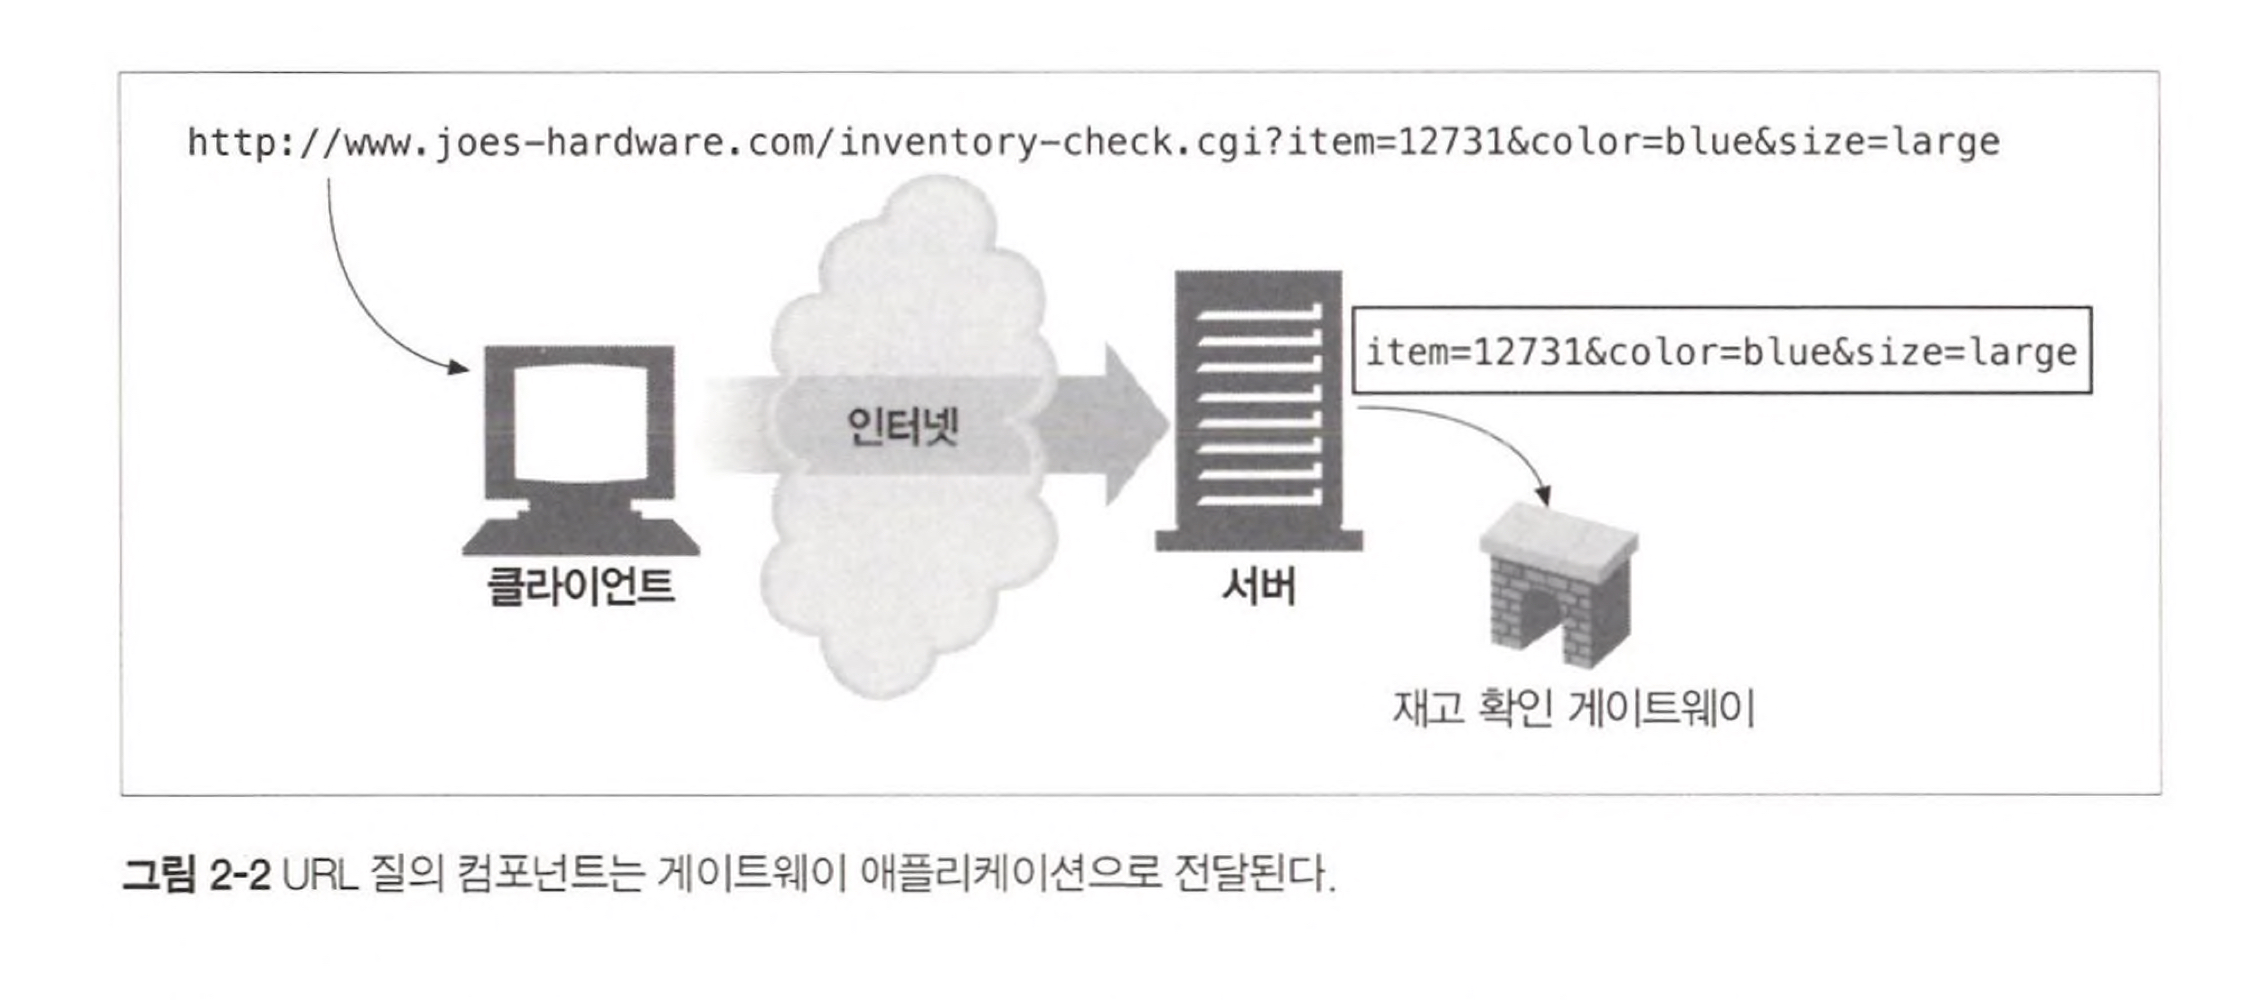 http://www.joes-hardware.com/inventory-check.cgi?item=12731&color=blue&size=large
item=12731&color=blue&size=large
인터넷
클라이언트
서버
재고 확인 게이트웨이
그림 2-2 URL 질의 컴포넌트는 게이트웨이 애플리케이션으로 전달된다.